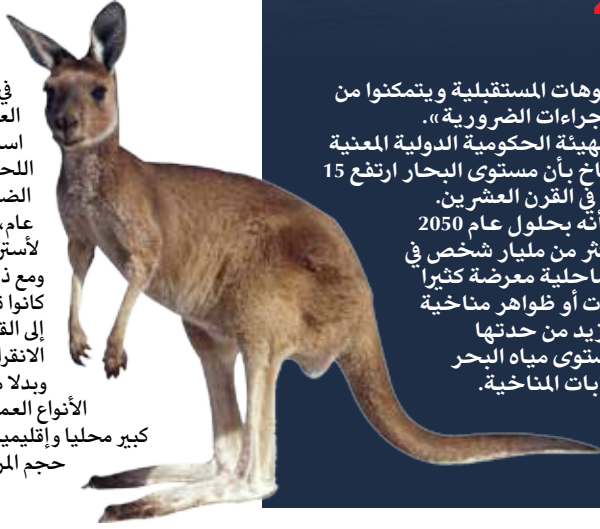 وهات المستقبلية ويتمكنوا من
جراءات الضرورية».
هيئة الحكومية الدولية المعنية
اخ بأن مستوى البحار ارتفع 15
في القرن العشرين.
أنه بحلول عام 2050
ثر من مليار شخص في
ساحلية معرضة كثيرا
ت أو ظواهر مناخية
زيد من حدتها
ستوى مياه البحر
بات المناخية.
في
الع
است
اللح
الض
عام،
لأستر
ومع ذ
كانوا ق
إلى الق
الانقرا
وبدلا م
الأنواع العم
كبير محليا وإقليميا
حجم المر